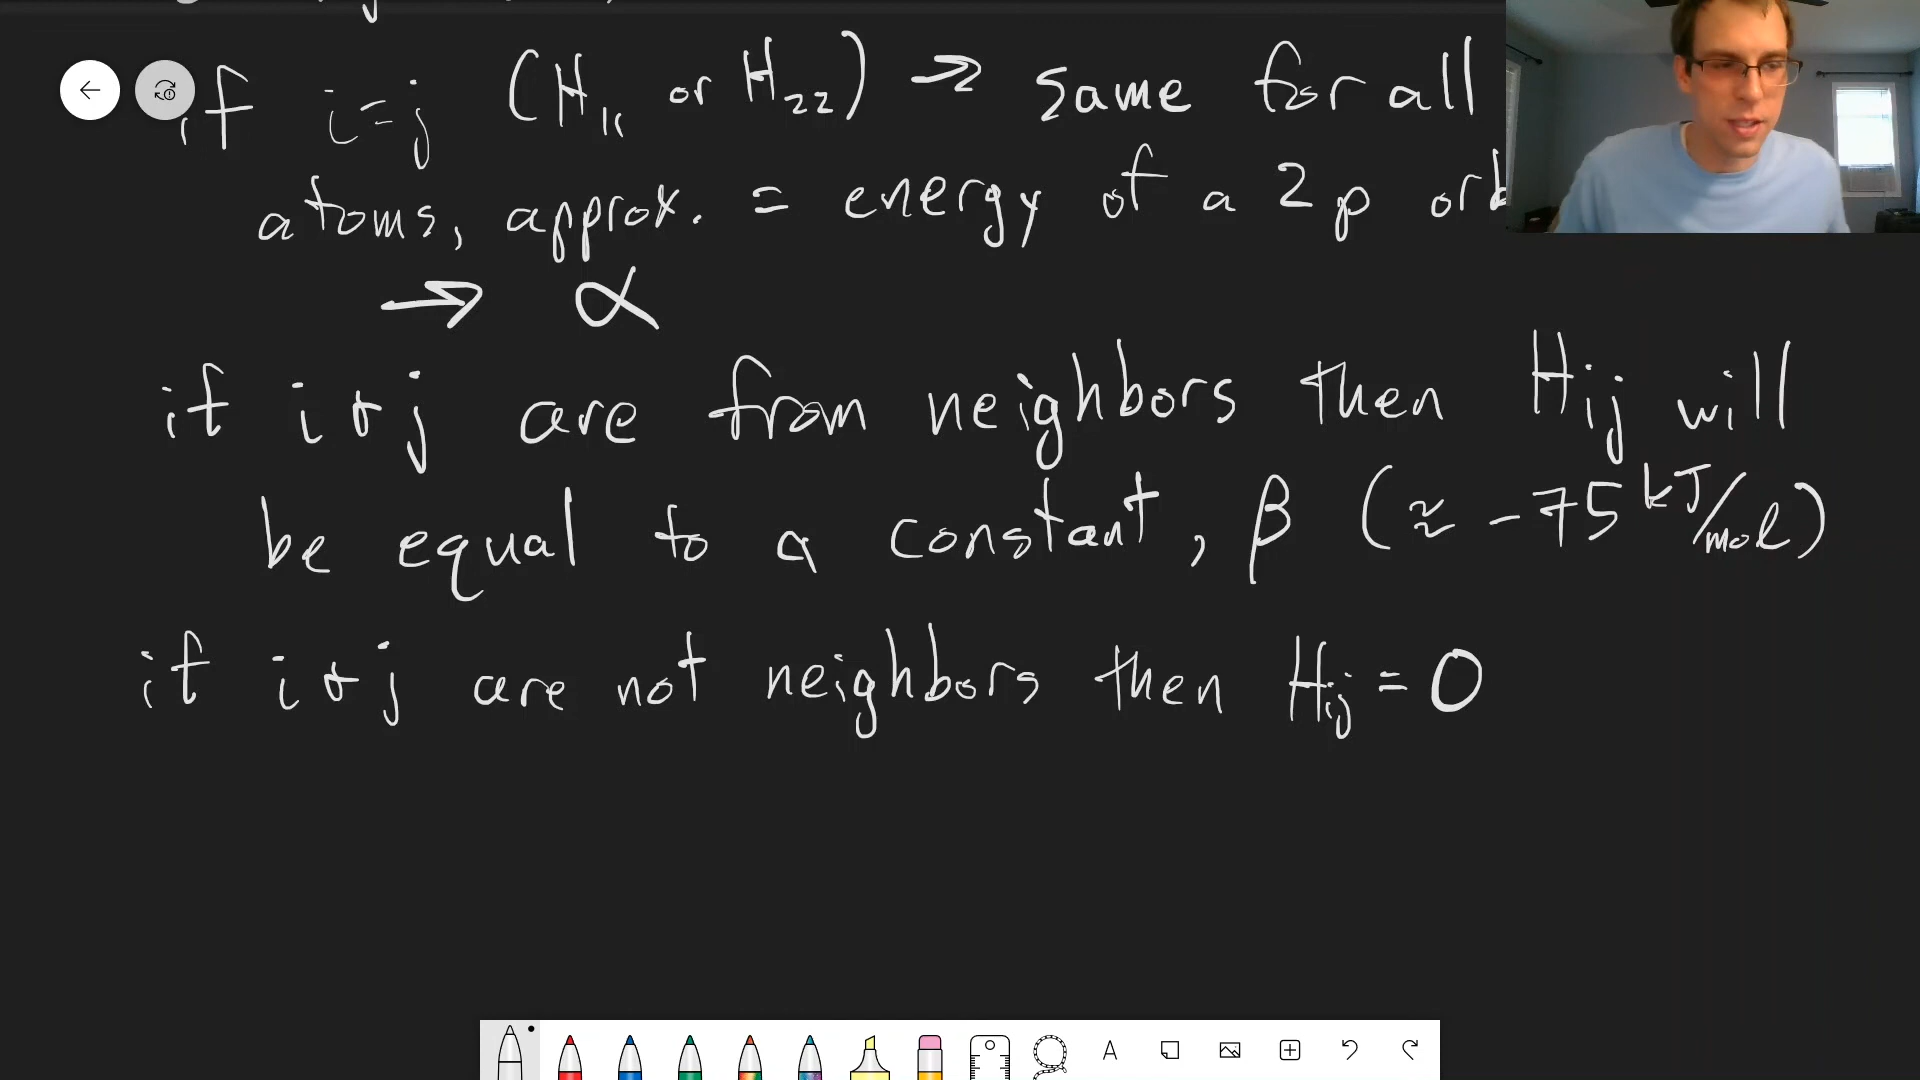 if i=j (H₁₁ or H₂₂) → same for all
atoms, approx. = energy of a 2p orb
→ α
if i & j are from neighbors then Hij will
be equal to a constant, β (≈ -75 kJ/mol)
if i & j are not neighbors then Hij = 0
A